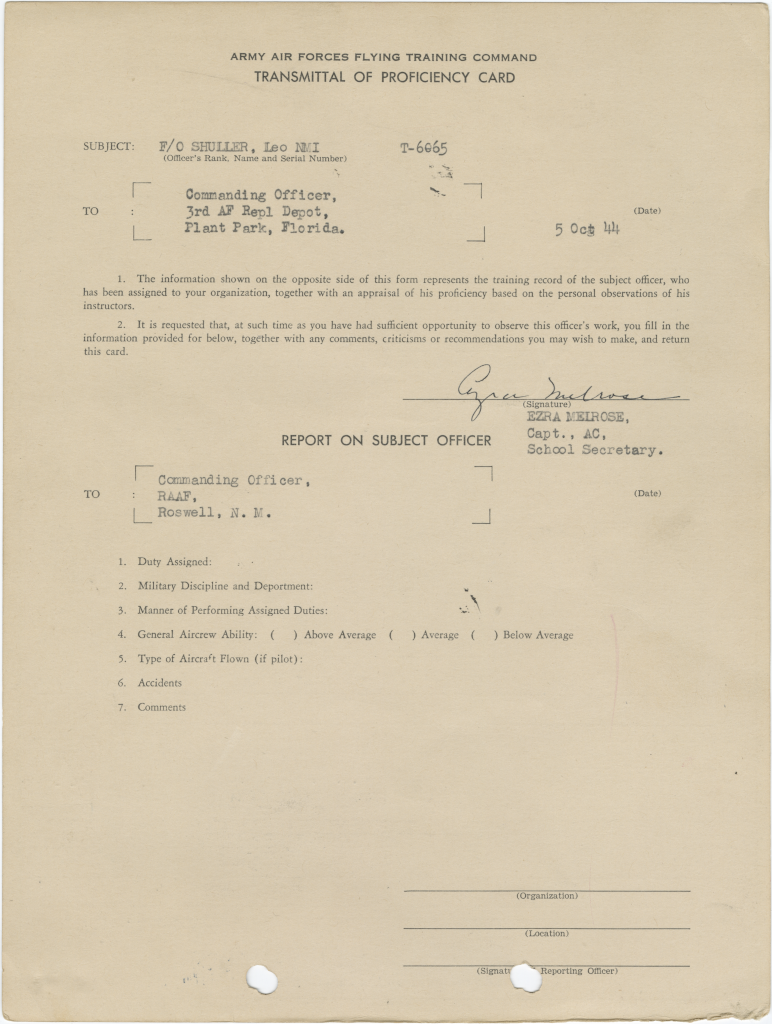 ARMY AIR FORCES FLYING TRAINING COMMAND
TRANSMITTAL OF PROFICIENCY CARD
SUBJECT: F/O SHULLER, Leo NMI T-6065
(Officer's Rank, Name and Serial Number)
Commanding Officer,
TO : 3rd AF Repl Depot, (Date)
Plant Park, Florida. 5 Oct 44
1. The information shown on the opposite side of this form represents the training record of the subject officer, who
has been assigned to your organization, together with an appraisal of his proficiency based on the personal observations of his
instructors.
2. It is requested that, at such time as you have had sufficient opportunity to observe this officer's work, you fill in the
information provided for below, together with any comments, criticisms or recommendations you may wish to make, and return
this card.
Ezra Melrose
(Signature)
EZRA MELROSE,
Capt., AC,
School Secretary.
REPORT ON SUBJECT OFFICER
Commanding Officer,
TO : RAAF, (Date)
Roswell, N. M.
1. Duty Assigned:
2. Military Discipline and Deportment:
3. Manner of Performing Assigned Duties:
4. General Aircrew Ability: ( ) Above Average ( ) Average ( ) Below Average
5. Type of Aircraft Flown (if pilot):
6. Accidents
7. Comments
(Organization)
(Location)
(Signat Reporting Officer)